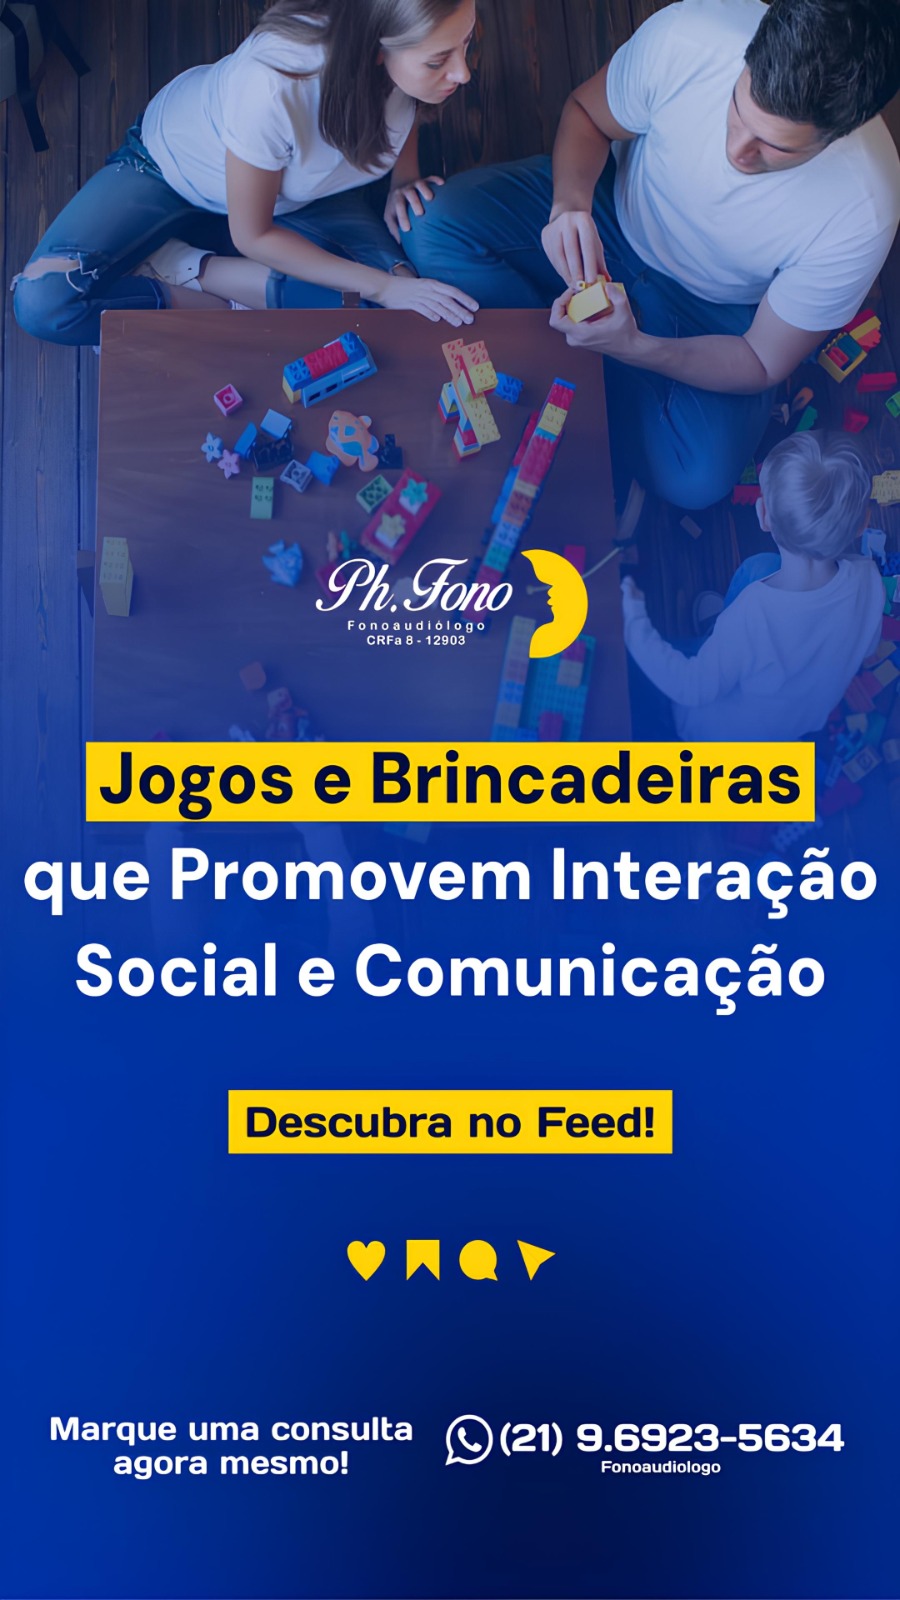 Ph.Fono
Fonoaudiólogo
CRFa 8 - 12903
Jogos e Brincadeiras
que Promovem Interação
Social e Comunicação
Descubra no Feed!
Marque uma consulta
agora mesmo!
(21) 9.6923-5634
Fonoaudiologo